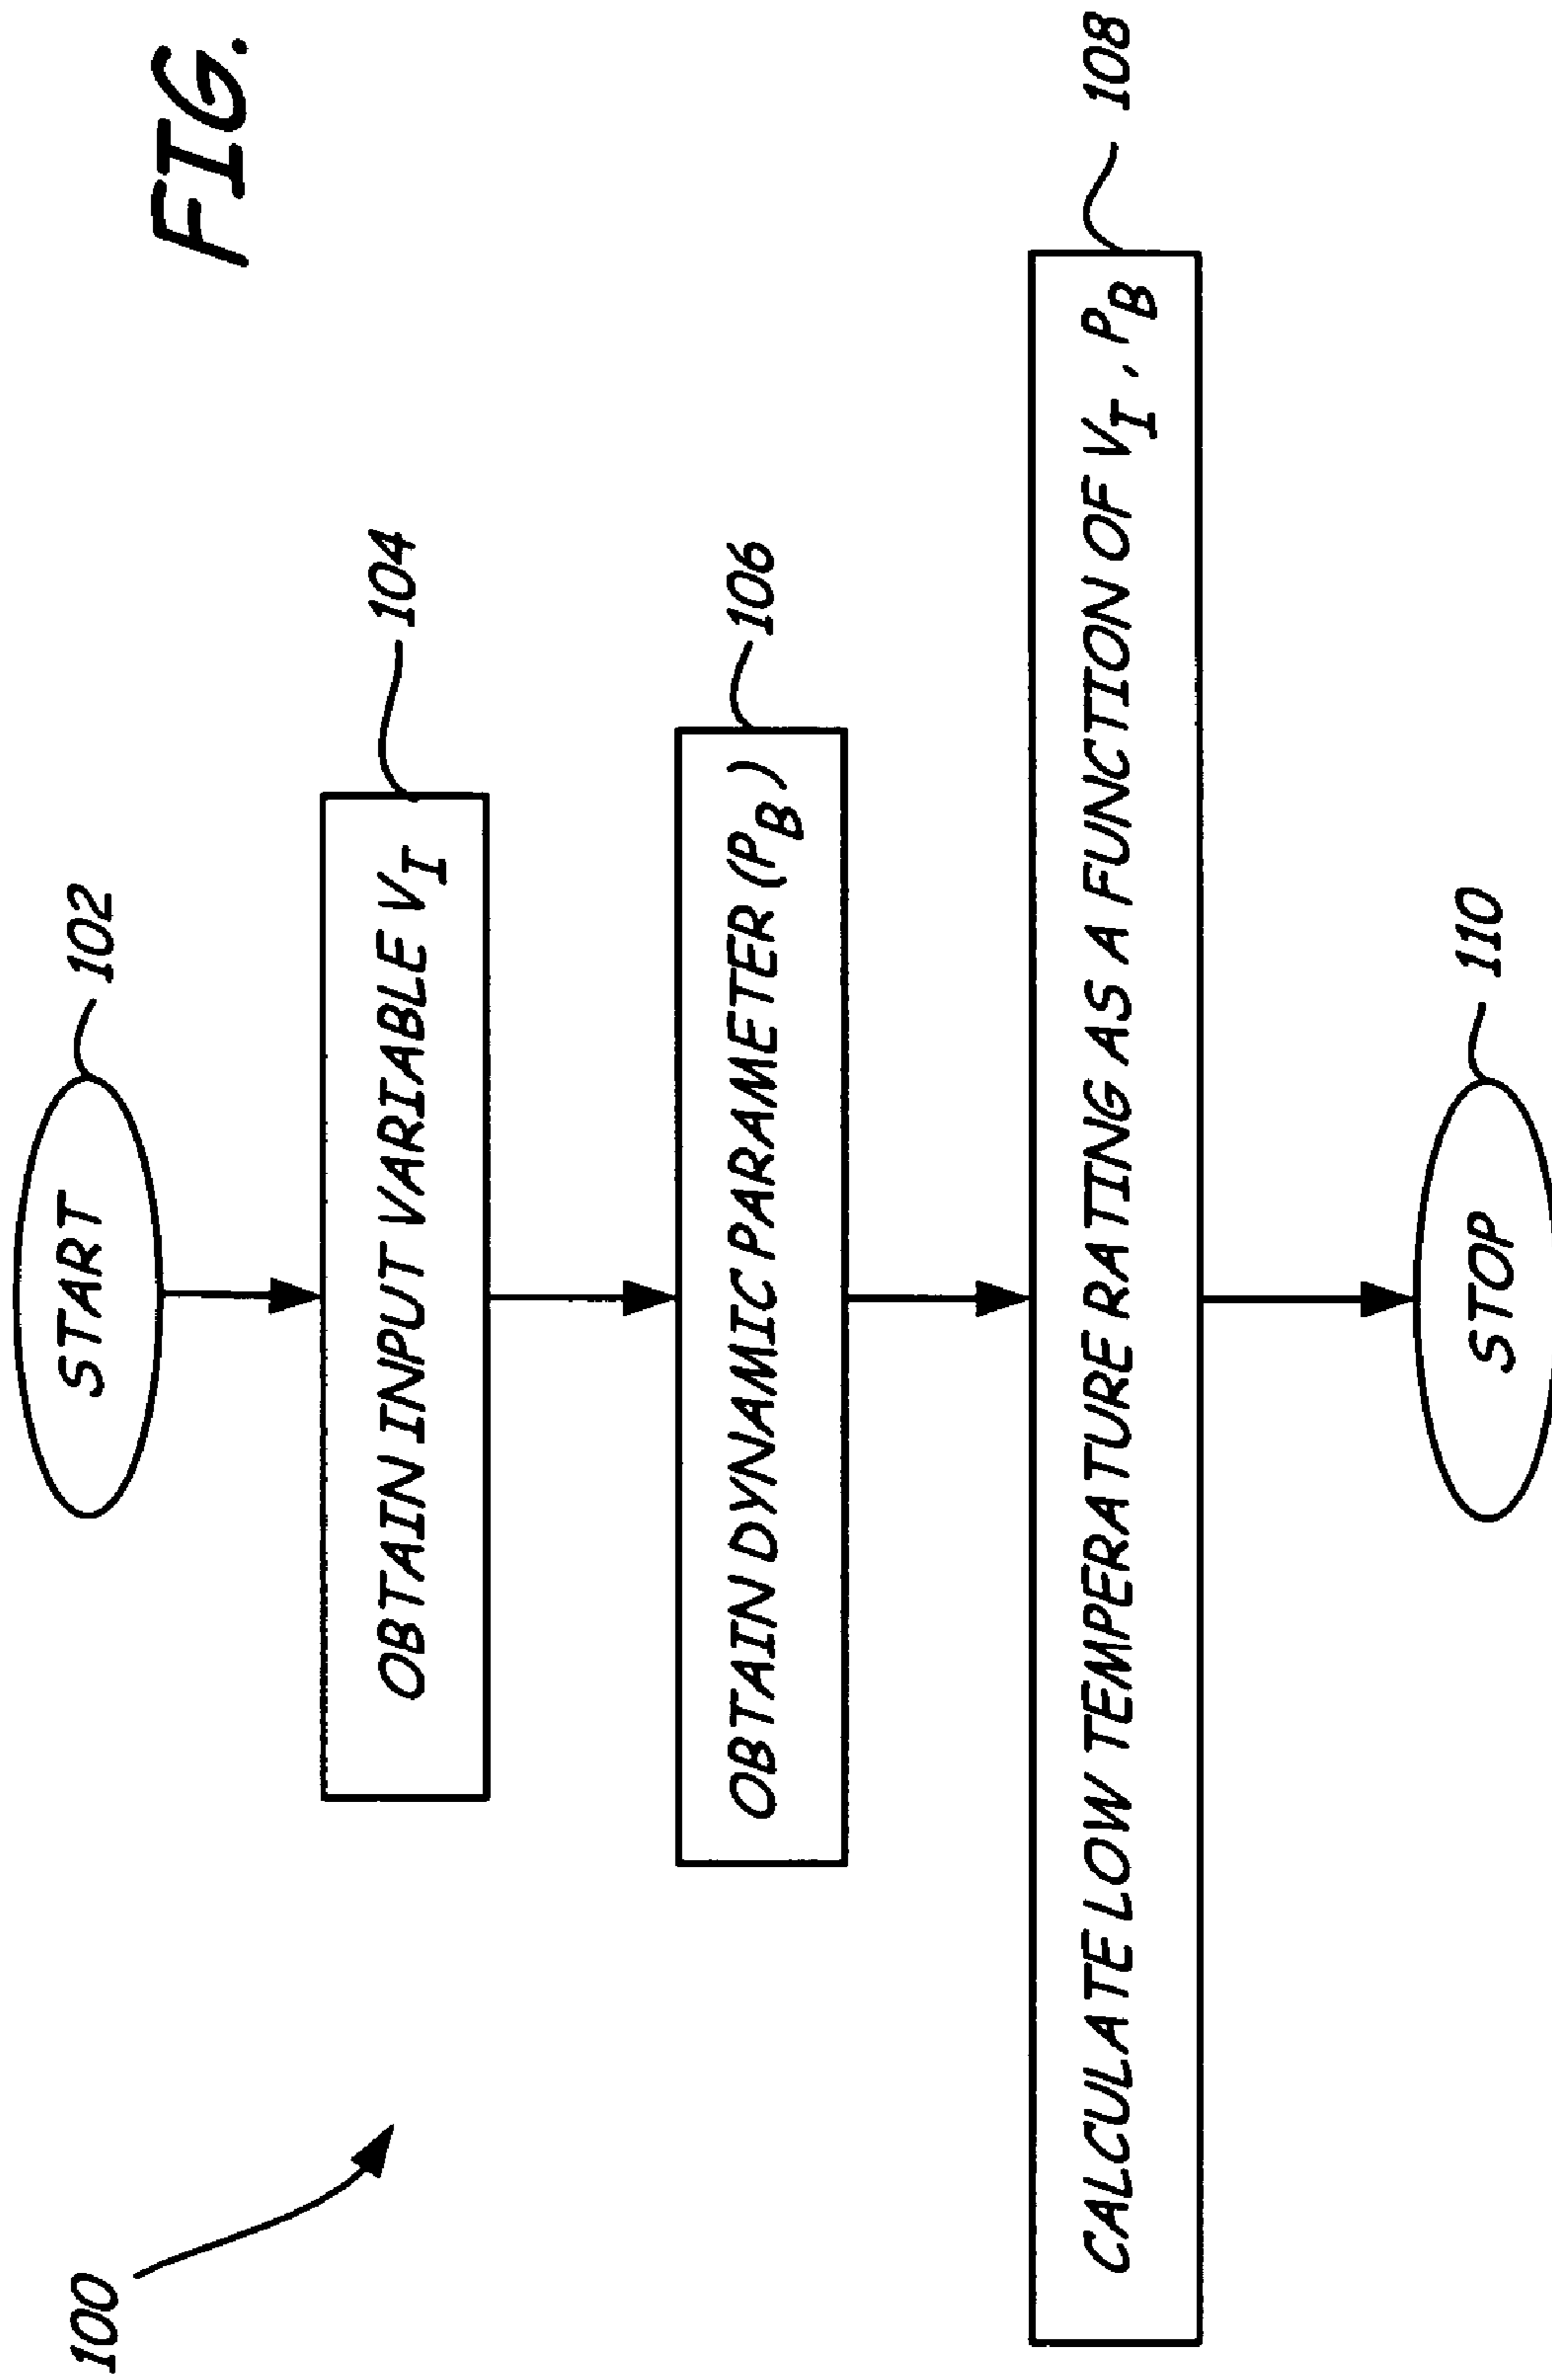 FIG.
100
START
102
OBTAIN INPUT VARIABLE V_I
104
OBTAIN DYNAMIC PARAMETER (P_B)
106
CALCULATE LOW TEMPERATURE RATING AS A FUNCTION OF V_I, P_B
108
STOP
110